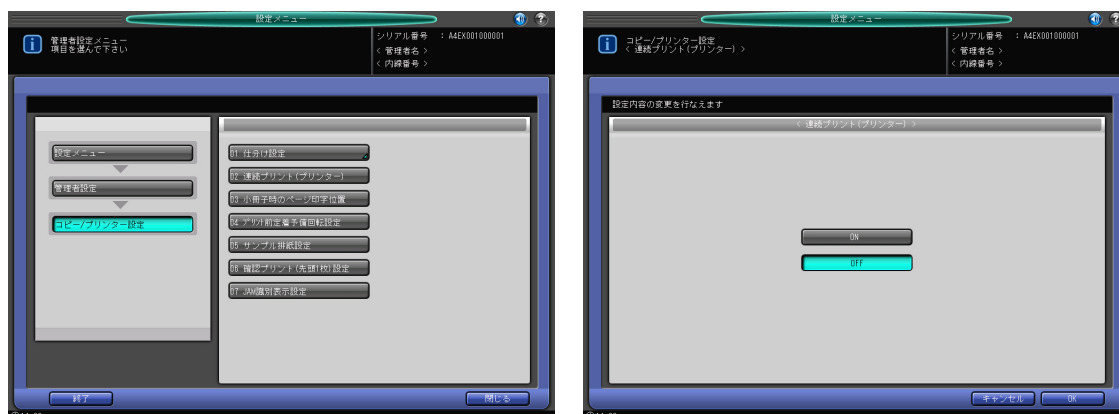 設定メニュー
管理者設定メニュー
項目を選んで下さい
シリアル番号 : A4EX001000001
< 管理者名 >
< 内線番号 >
設定メニュー
管理者設定
コピー/プリンター設定
01 仕分け設定
02 連続プリント(プリンター)
03 小冊子時のページ印字位置
04 プリント前定着予備回転設定
05 サンプル排紙設定
06 確認プリント(先頭1枚)設定
07 JAM識別表示設定
終了
閉じる
設定メニュー
コピー/プリンター設定
< 連続プリント(プリンター) >
シリアル番号 : A4EX001000001
< 管理者名 >
< 内線番号 >
設定内容の変更を行なえます
< 連続プリント(プリンター) >
ON
OFF
キャンセル
OK